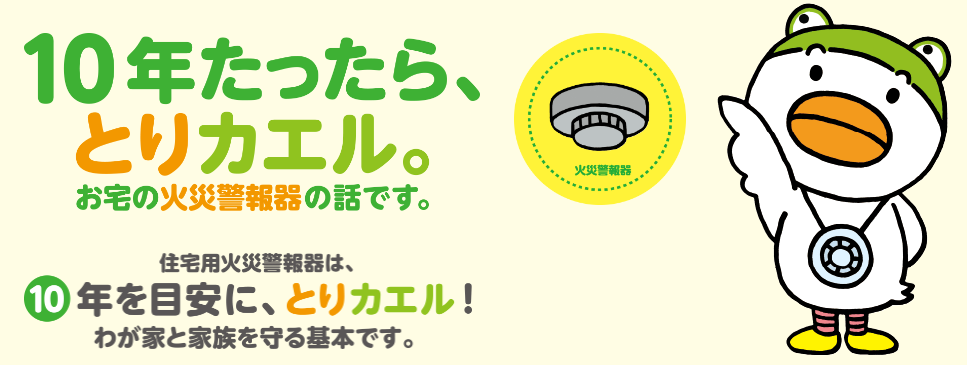 10年たったら、
とりカエル。
お宅の火災警報器の話です。
火災警報器
住宅用火災警報器は、
10年を目安に、とりカエル！
わが家と家族を守る基本です。